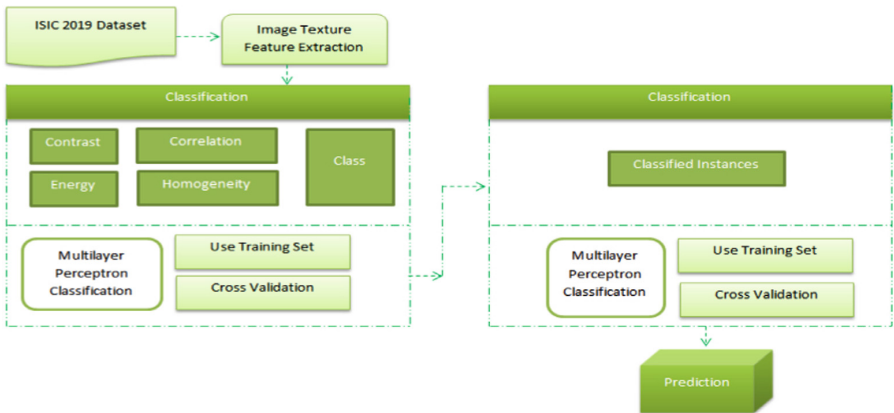 ISIC 2019 Dataset
Image Texture
Feature Extraction
Classification
Contrast
Correlation
Class
Energy
Homogeneity
Multilayer
Perceptron
Classification
Use Training Set
Cross Validation
Classification
Classified Instances
Multilayer
Perceptron
Classification
Use Training Set
Cross Validation
Prediction